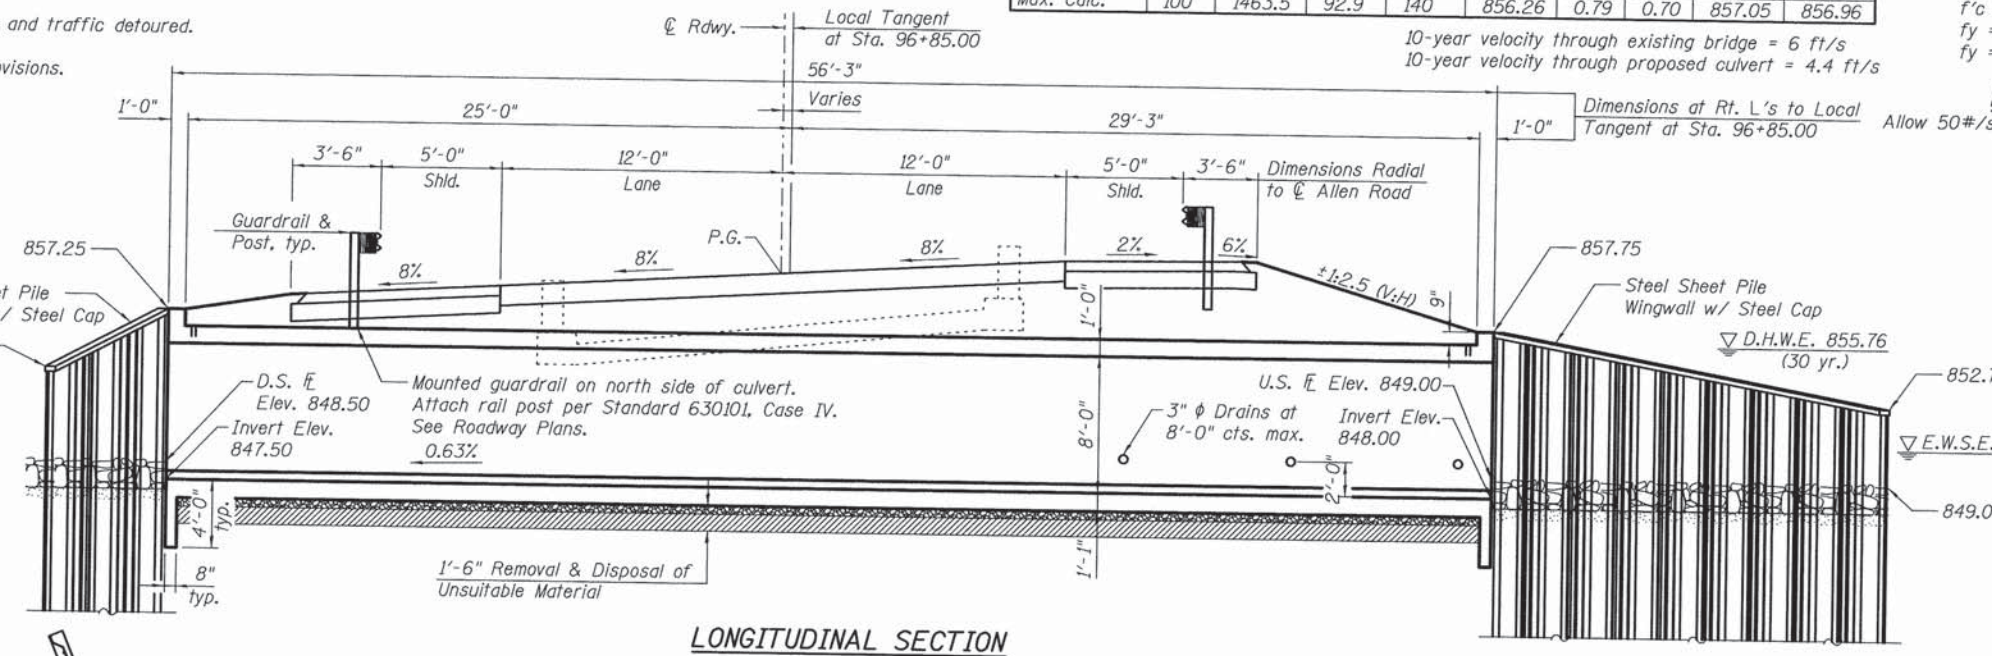 and traffic detoured.
visions.
℄ Rdwy.
Local Tangent
at Sta. 96+85.00
Max. Calc. 100 1463.5 92.9 140 856.26 0.79 0.70 857.05 856.96
f'c
fy =
fy =
10-year velocity through existing bridge = 6 ft/s
10-year velocity through proposed culvert = 4.4 ft/s
56'-3"
Varies
1'-0"
25'-0"
29'-3"
1'-0"
Dimensions at Rt. L's to Local
Tangent at Sta. 96+85.00
Allow 50#/s
3'-6"
5'-0"
Shld.
12'-0"
Lane
12'-0"
Lane
5'-0"
Shld.
3'-6"
Dimensions Radial
to ℄ Allen Road
Guardrail &
Post, typ.
P.G.
857.25
857.75
8%
8%
8%
2%
6%
±1:2.5 (V:H)
9"
1'-0"
et Pile
w/ Steel Cap
Steel Sheet Pile
Wingwall w/ Steel Cap
D.H.W.E. 855.76
(30 yr.)
852.7
D.S. ℄
Elev. 848.50
Invert Elev.
847.50
Mounted guardrail on north side of culvert.
Attach rail post per Standard 630101, Case IV.
See Roadway Plans.
0.63%
8'-0"
3" ϕ Drains at
8'-0" cts. max.
U.S. ℄ Elev. 849.00
Invert Elev.
848.00
2'-0"
E.W.S.E.
849.0
4'-0"
typ.
8"
typ.
1'-1"
1'-6" Removal & Disposal of
Unsuitable Material
LONGITUDINAL SECTION